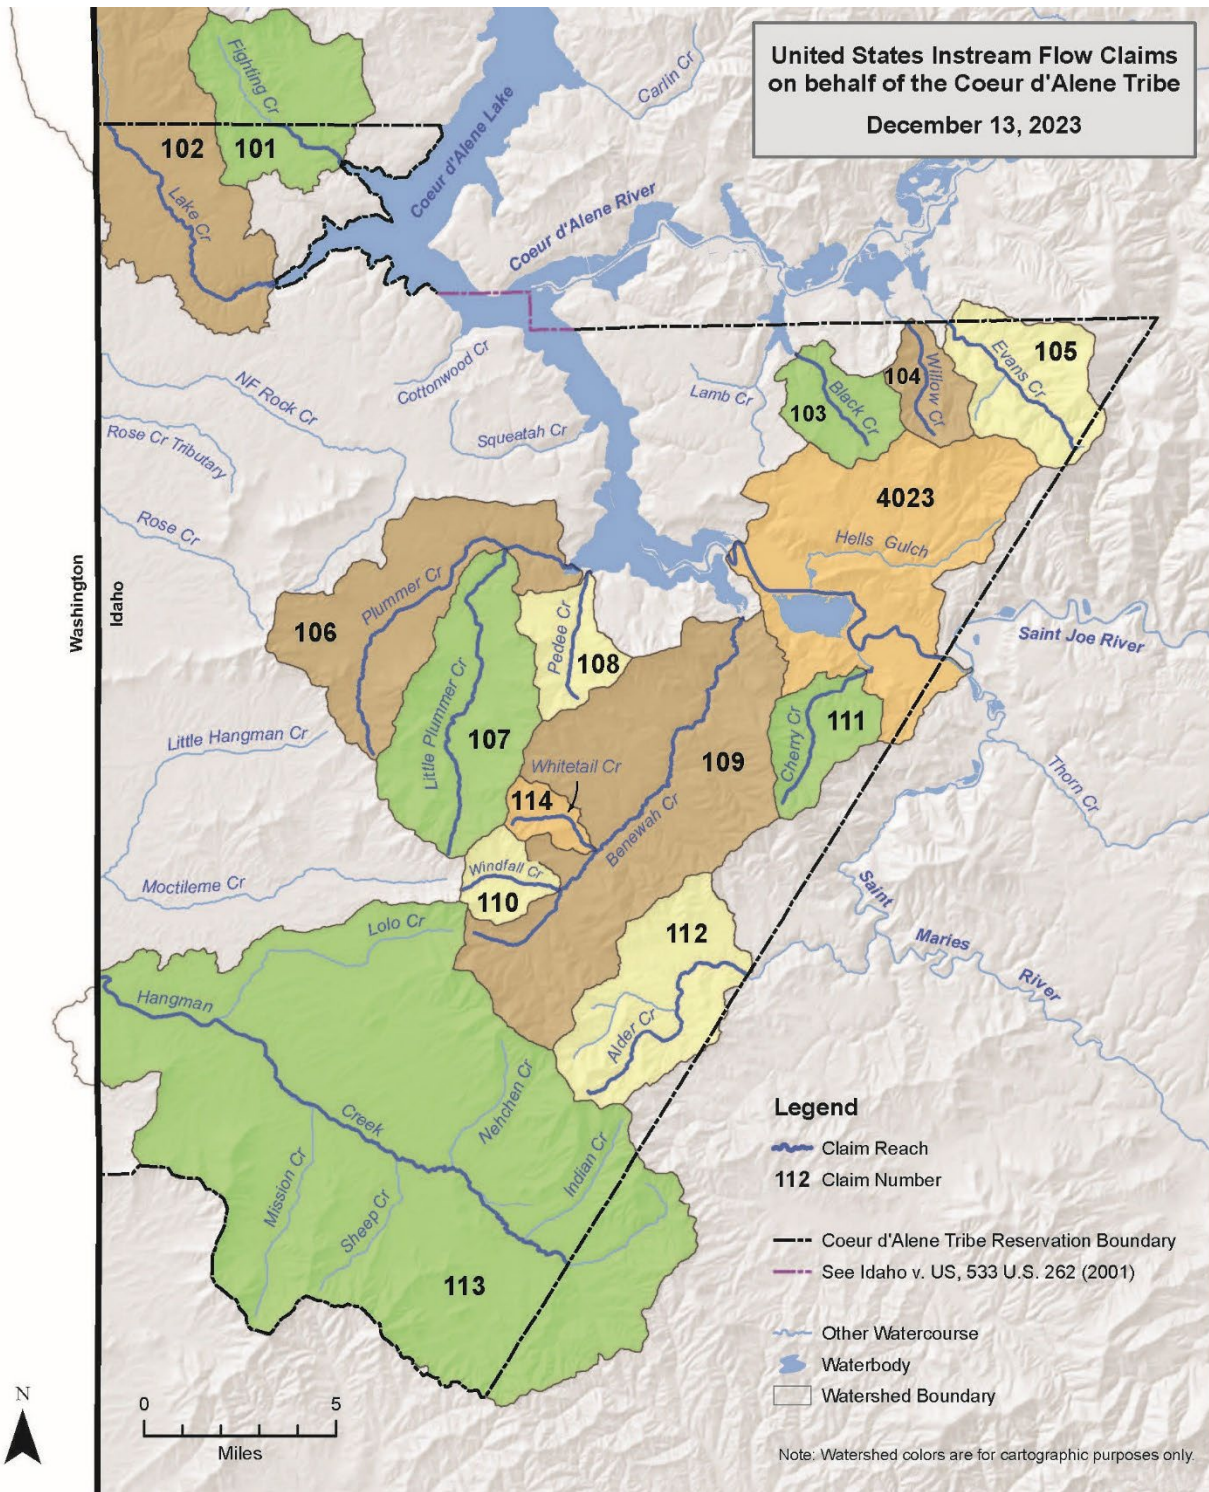 United States Instream Flow Claims
on behalf of the Coeur d'Alene Tribe
December 13, 2023
Fighting Cr
Carlin Cr
Coeur d'Alene Lake
102
101
Lake Cr
Coeur d'Alene River
105
Evans Cr
104
Willow Cr
103
Black Cr
Lamb Cr
Cottonwood Cr
NF Rock Cr
Squeatah Cr
Rose Cr Tributary
Rose Cr
4023
Hells Gulch
Washington
Idaho
Plummer Cr
106
Pedee Cr
108
Saint Joe River
Little Plummer Cr
107
Little Hangman Cr
Whitetail Cr
114
109
Benewah Cr
Cherry Cr
111
Thorn Cr
Windfall Cr
110
Moctileme Cr
Lolo Cr
112
Alder Cr
Saint
Maries
River
Hangman
Creek
Nehchen Cr
Indian Cr
Mission Cr
Sheep Cr
113
Legend
Claim Reach
112 Claim Number
Coeur d'Alene Tribe Reservation Boundary
See Idaho v. US, 533 U.S. 262 (2001)
Other Watercourse
Waterbody
Watershed Boundary
N
0 5
Miles
Note: Watershed colors are for cartographic purposes only.